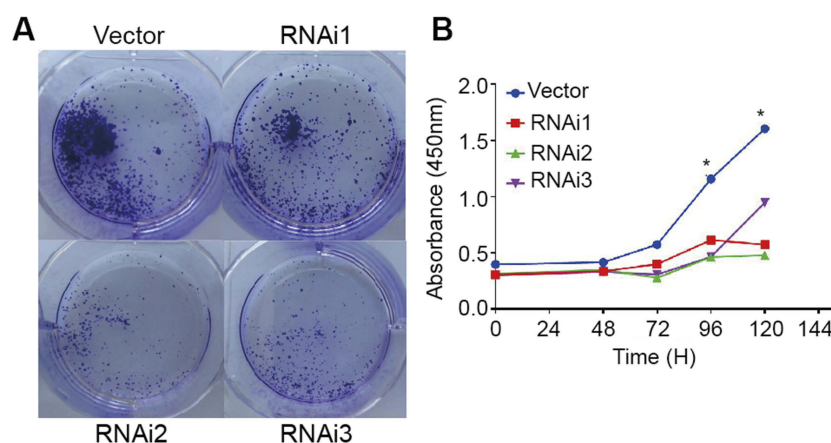 A
Vector
RNAi1
RNAi2
RNAi3
B
Absorbance (450nm)
2.0
1.5
1.0
0.5
0.0
Vector
RNAi1
RNAi2
RNAi3
*
*
0 24 48 72 96 120 144
Time (H)